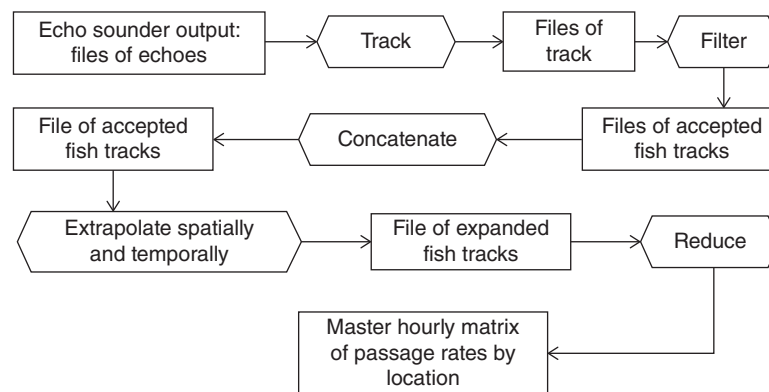 Echo sounder output:
files of echoes
Track
Files of
track
Filter
File of accepted
fish tracks
Concatenate
Files of accepted
fish tracks
Extrapolate spatially
and temporally
File of expanded
fish tracks
Reduce
Master hourly matrix
of passage rates by
location